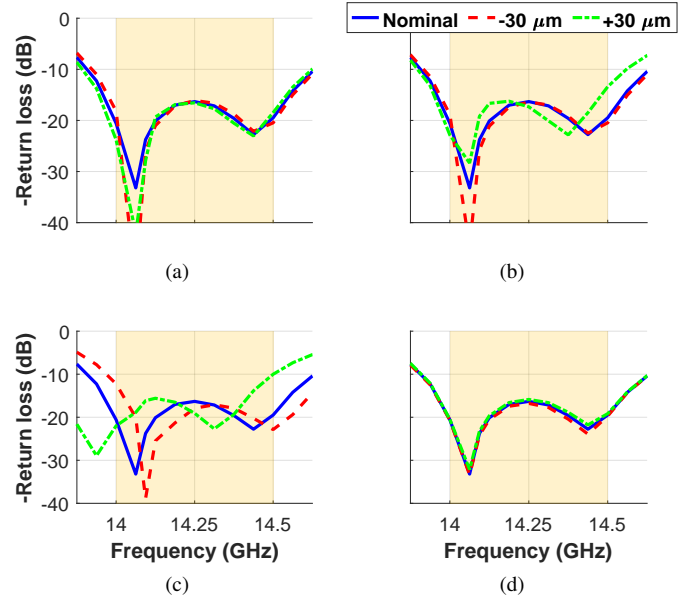 Nominal -30 μm +30 μm
0
-10
-20
-30
-40
-Return loss (dB)
(a)
(b)
0
-10
-20
-30
-40
-Return loss (dB)
14 14.25 14.5
14 14.25 14.5
Frequency (GHz)
Frequency (GHz)
(c)
(d)